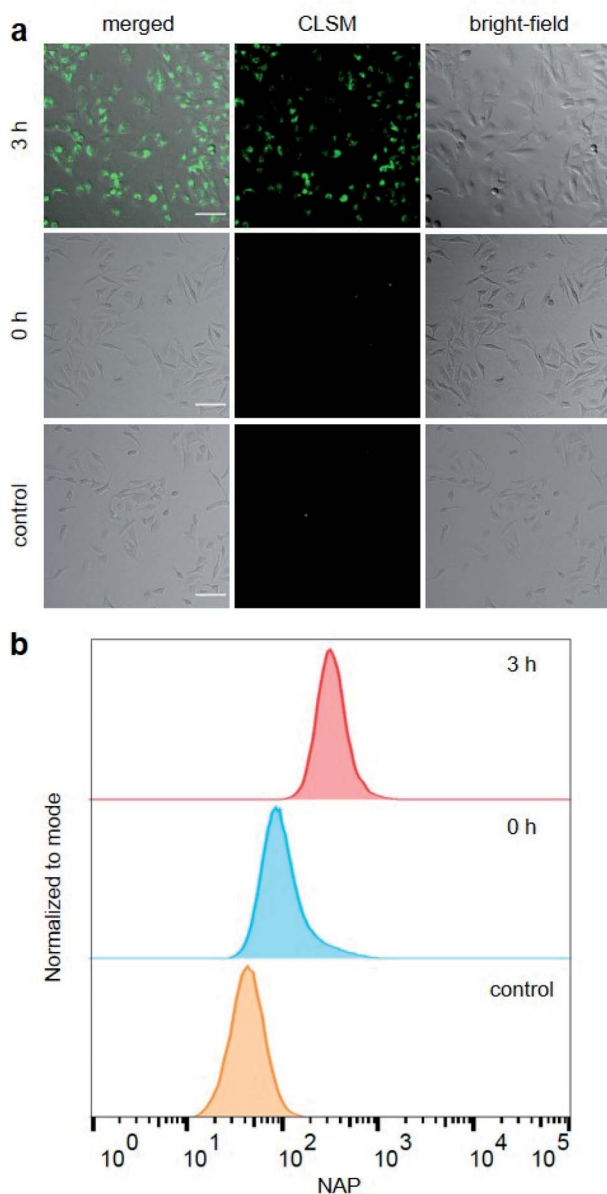 a
merged CLSM bright-field
3 h
0 h
control
b
3 h
0 h
control
Normalized to mode
10^0 10^1 10^2 10^3 10^4 10^5
NAP